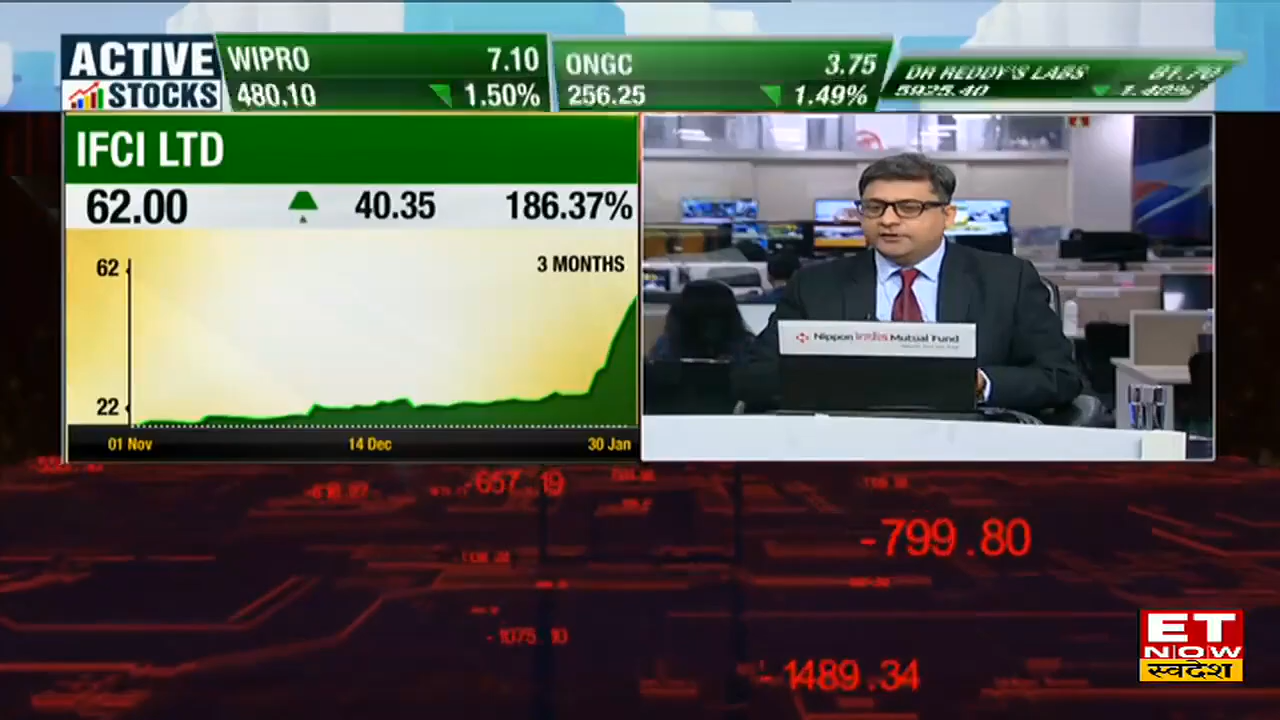 ACTIVE
STOCKS
WIPRO 7.10
480.10 1.50%
ONGC 3.75
256.25 1.49%
DR REDDY'S LABS 81.70
5925.40
IFCI LTD
62.00 40.35 186.37%
3 MONTHS
62
22
01 Nov 14 Dec 30 Jan
Nippon india Mutual Fund
-657.19
-799.80
-1075.10
-1489.34
ET
NOW
स्वदेश